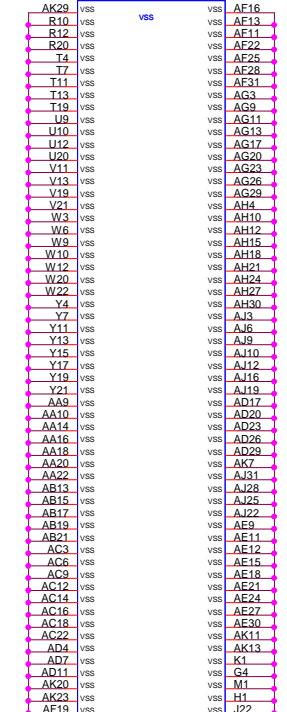 VSS
AK29 VSS VSS AF16
R10 VSS VSS AF13
R12 VSS VSS AF11
R20 VSS VSS AF22
T4 VSS VSS AF25
T7 VSS VSS AF28
T11 VSS VSS AF31
T13 VSS VSS AG3
T19 VSS VSS AG9
U9 VSS VSS AG11
U10 VSS VSS AG13
U12 VSS VSS AG17
U20 VSS VSS AG20
V11 VSS VSS AG23
V13 VSS VSS AG26
V19 VSS VSS AG29
V21 VSS VSS AH4
W3 VSS VSS AH10
W6 VSS VSS AH12
W9 VSS VSS AH15
W10 VSS VSS AH18
W12 VSS VSS AH21
W20 VSS VSS AH24
W22 VSS VSS AH27
Y4 VSS VSS AH30
Y7 VSS VSS AJ3
Y11 VSS VSS AJ6
Y13 VSS VSS AJ9
Y15 VSS VSS AJ10
Y17 VSS VSS AJ12
Y19 VSS VSS AJ16
Y21 VSS VSS AJ19
AA9 VSS VSS AD17
AA10 VSS VSS AD20
AA14 VSS VSS AD23
AA16 VSS VSS AD26
AA18 VSS VSS AD29
AA20 VSS VSS AK7
AA22 VSS VSS AJ31
AB13 VSS VSS AJ28
AB15 VSS VSS AJ25
AB17 VSS VSS AJ22
AB19 VSS VSS AE9
AB21 VSS VSS AE11
AC3 VSS VSS AE12
AC6 VSS VSS AE15
AC9 VSS VSS AE18
AC12 VSS VSS AE21
AC14 VSS VSS AE24
AC16 VSS VSS AE27
AC18 VSS VSS AE30
AC22 VSS VSS AK11
AD4 VSS VSS AK13
AD7 VSS VSS K1
AD11 VSS VSS G4
AK20 VSS VSS M1
AK23 VSS VSS H1
AF19 VSS VSS J22